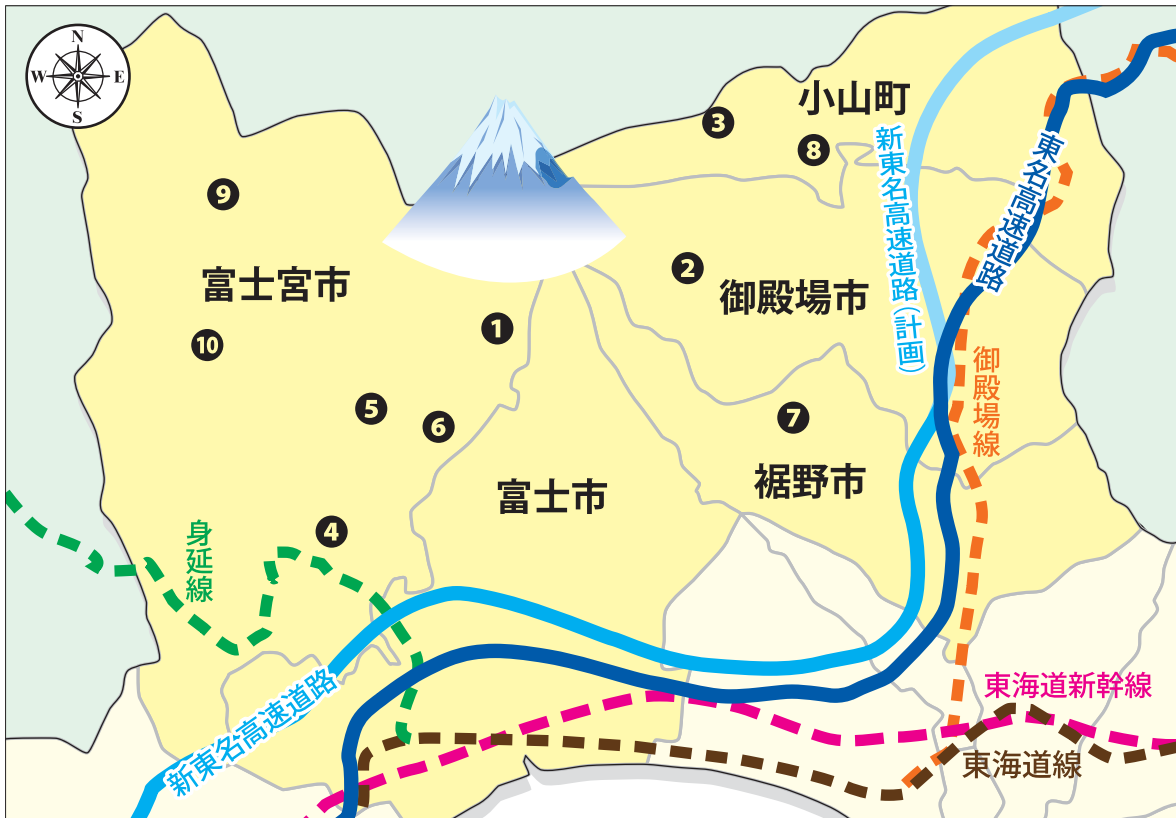 N
W E
S
小山町
3
8
新東名高速道路(計画)
東名高速道路
9
富士宮市
2
御殿場市
1
10
御殿場線
5
6
7
裾野市
富士市
4
身延線
新東名高速道路
東海道新幹線
東海道線